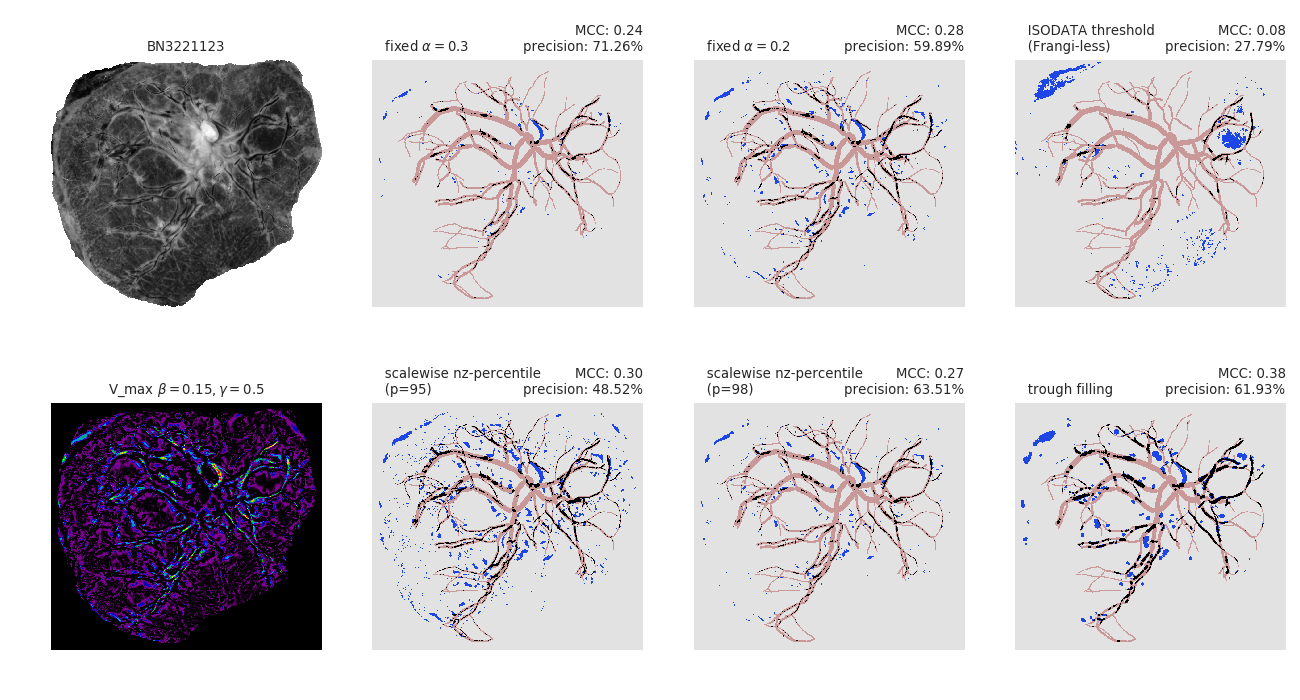 BN3221123
MCC: 0.24
fixed α = 0.3 precision: 71.26%
MCC: 0.28
fixed α = 0.2 precision: 59.89%
ISODATA threshold MCC: 0.08
(Frangi-less) precision: 27.79%
V_max β = 0.15, γ = 0.5
scalewise nz-percentile MCC: 0.30
(p=95) precision: 48.52%
scalewise nz-percentile MCC: 0.27
(p=98) precision: 63.51%
MCC: 0.38
trough filling precision: 61.93%